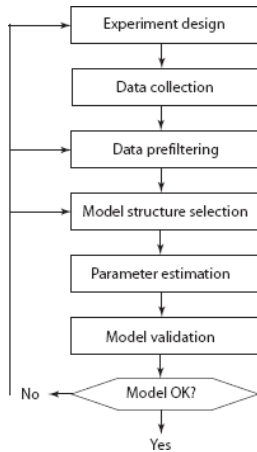 Experiment design
Data collection
Data prefiltering
Model structure selection
Parameter estimation
Model validation
No
Model OK?
Yes